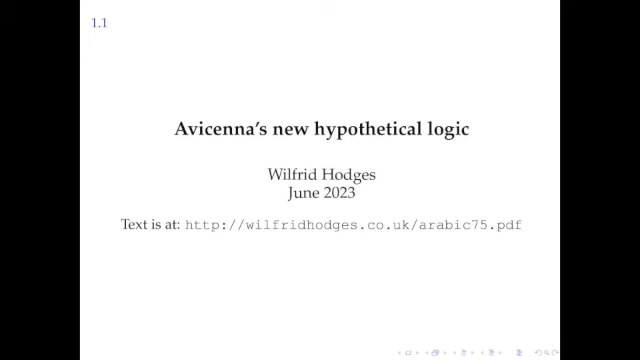 1.1
Avicenna's new hypothetical logic
Wilfrid Hodges
June 2023
Text is at: http://wilfridhodges.co.uk/arabic75.pdf